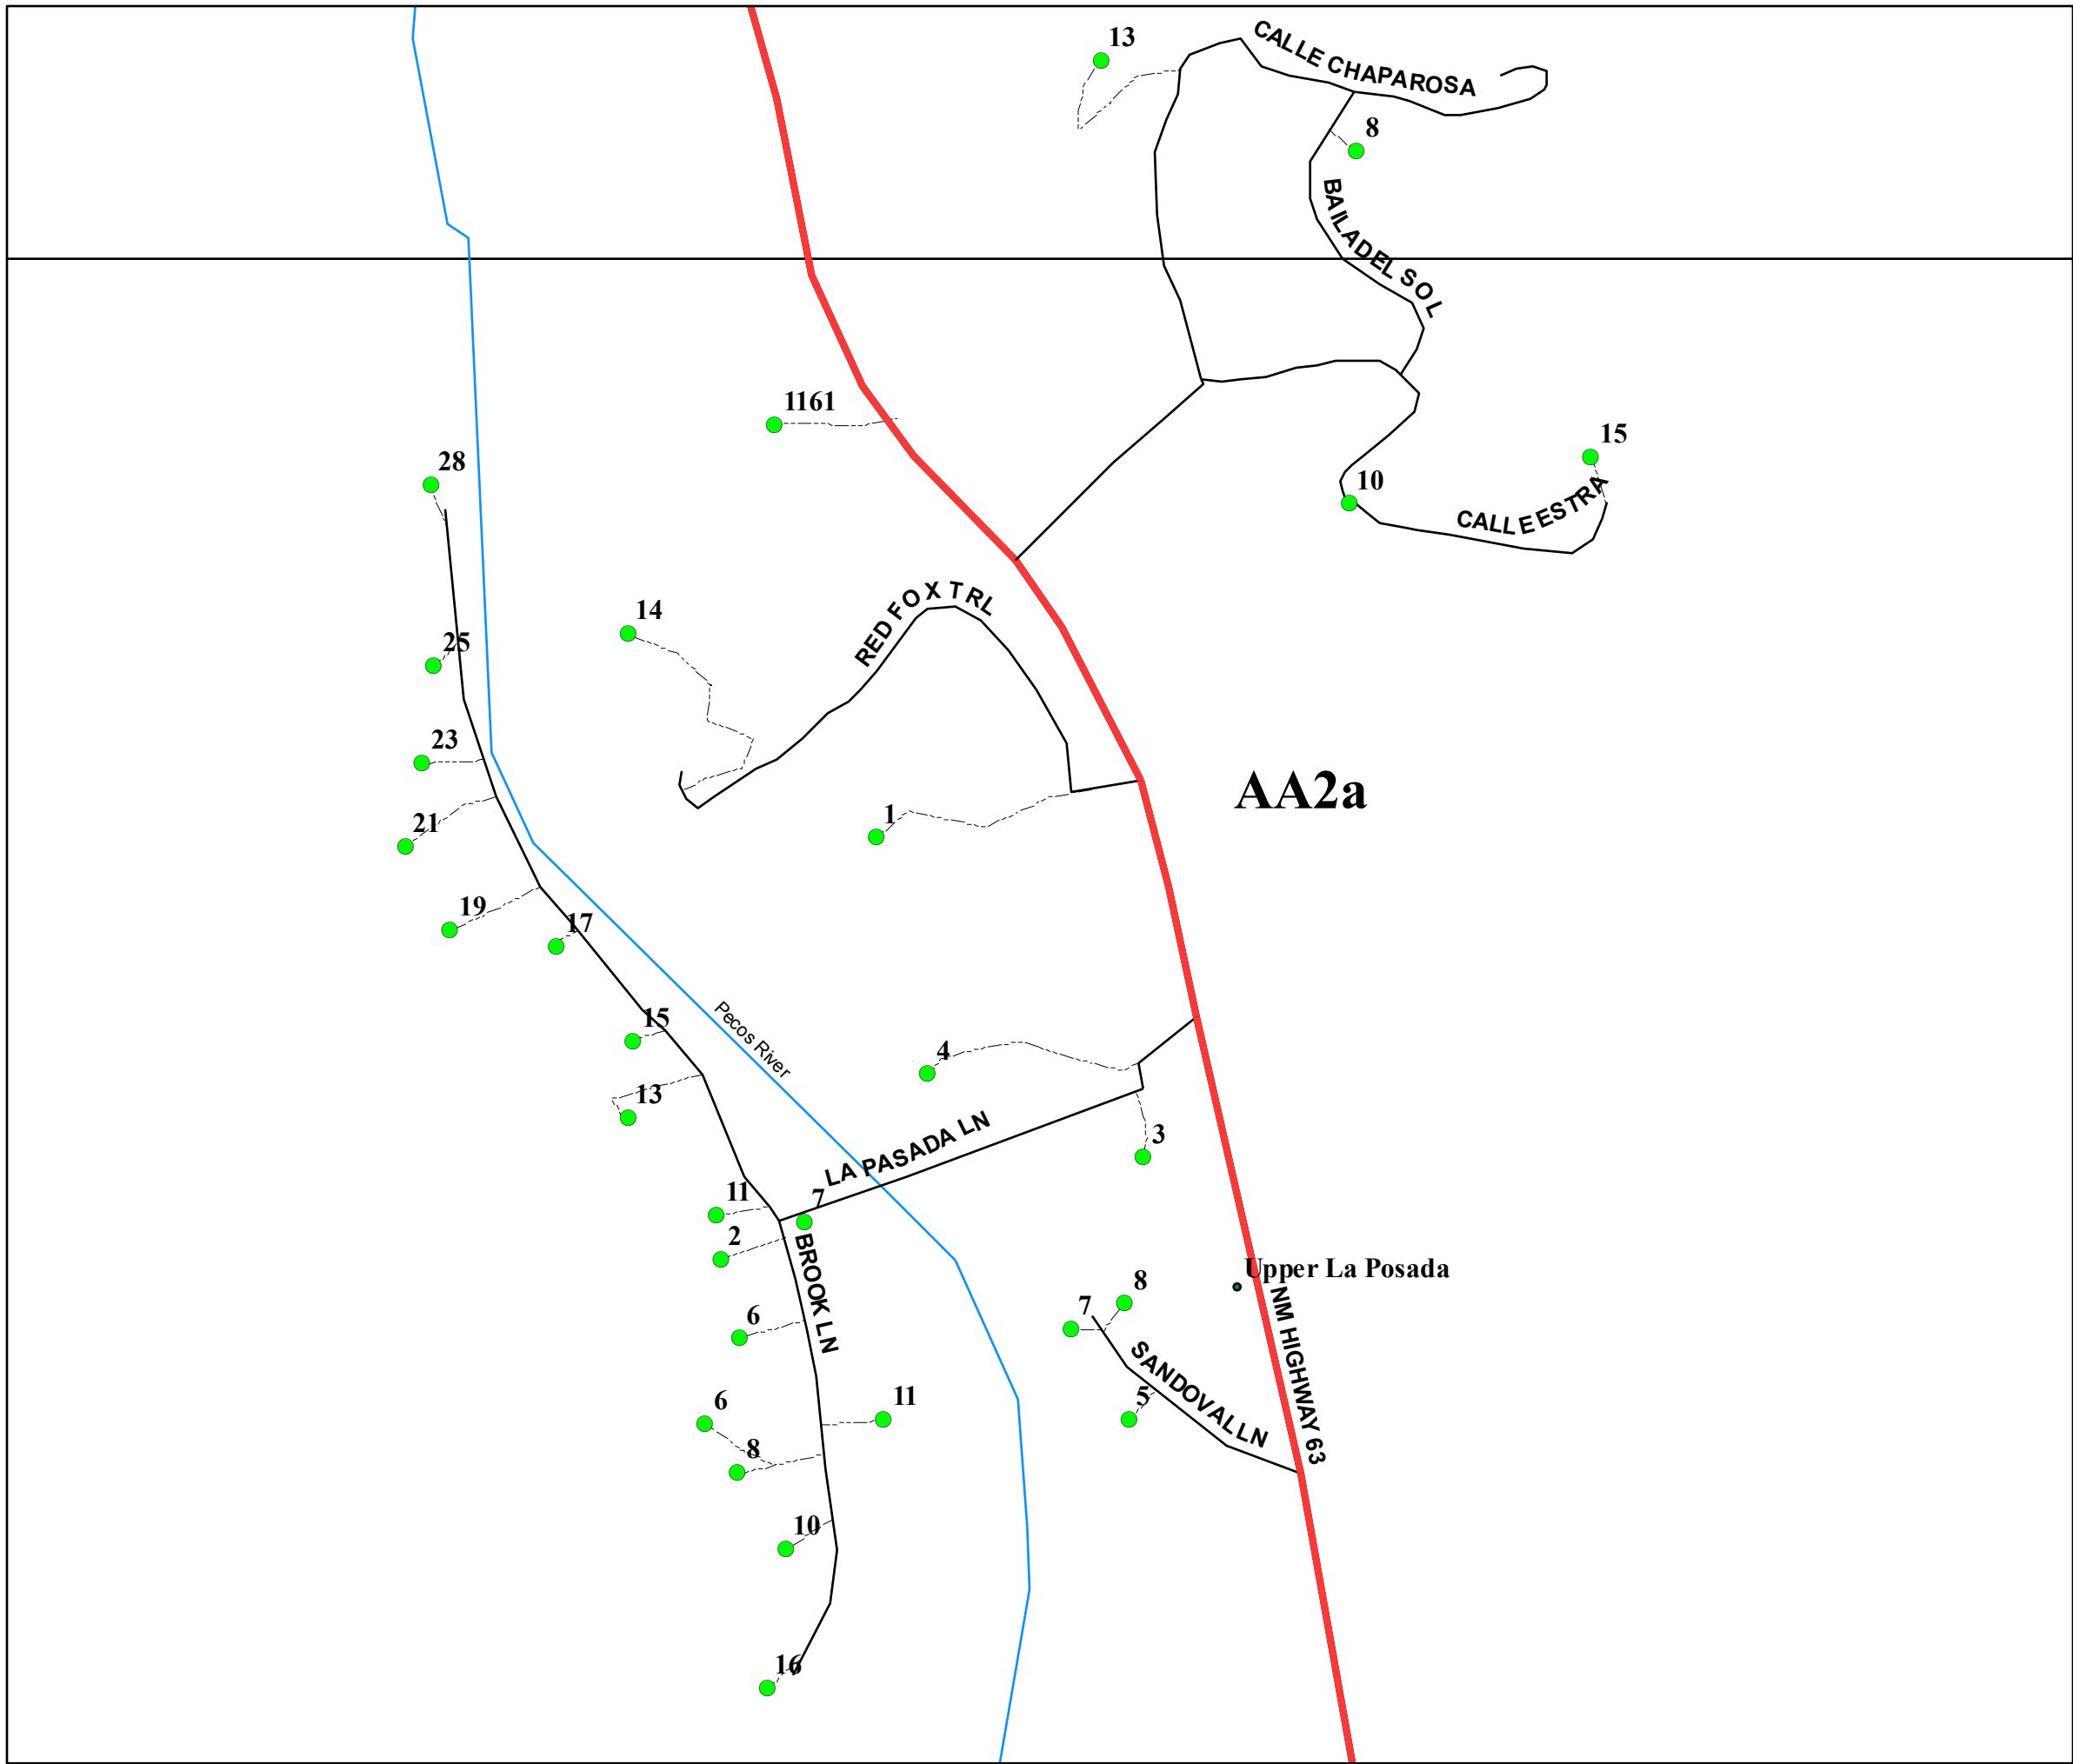 13
CALLE CHAPAROSA
8
BAILADEL SOL
1161
15
28
10
CALLE ESTRA
RED FOX TRL
14
25
23
AA2a
1
21
19
17
Pecos River
15
4
13
LA PASADA LN
3
11
7
2
BROOK LN
Upper La Posada
8
7
6
NM HIGHWAY 63
SANDOVAL LN
5
11
6
8
10
16